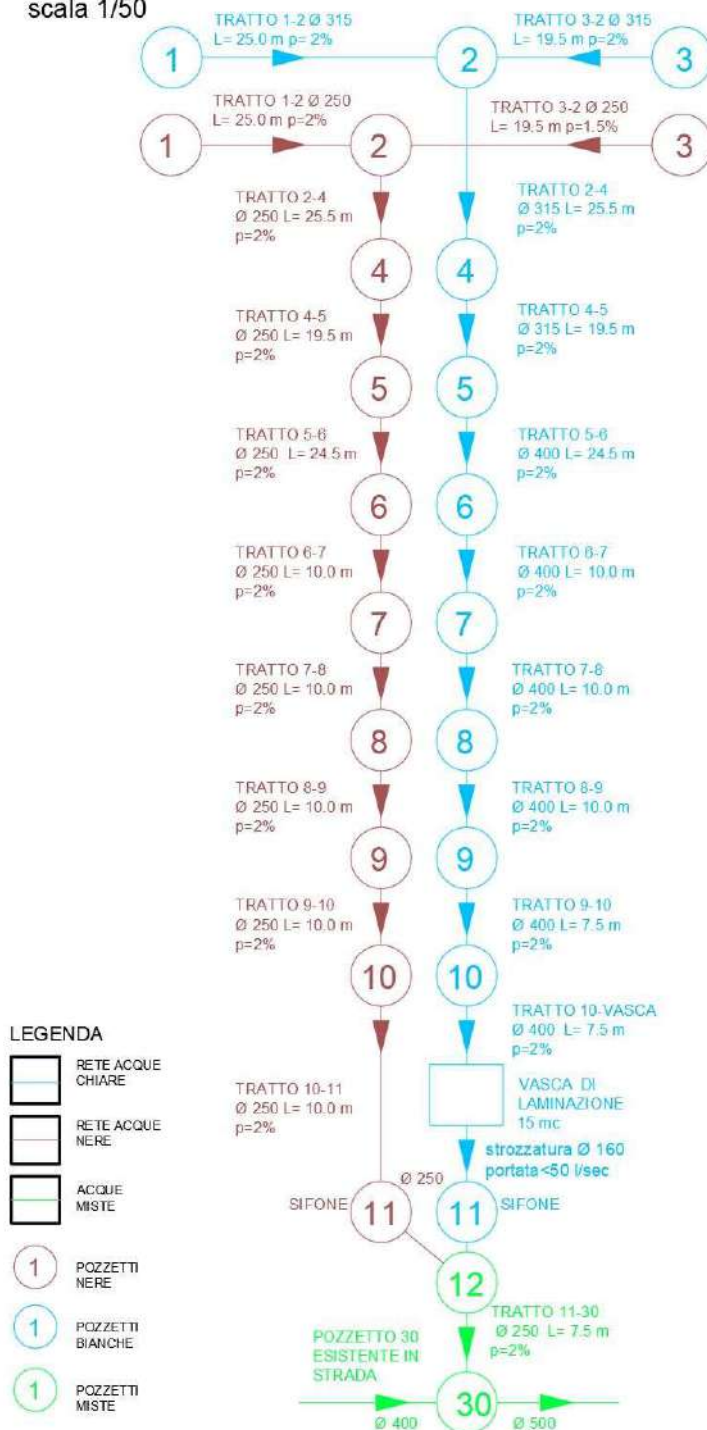 scala 1/50
TRATTO 1-2 Ø 315
L= 25.0 m p= 2%
TRATTO 3-2 Ø 315
L= 19.5 m p=2%
1
2
3
TRATTO 1-2 Ø 250
L= 25.0 m p=2%
TRATTO 3-2 Ø 250
L= 19.5 m p=1.5%
1
2
3
TRATTO 2-4
Ø 250 L= 25.5 m
p=2%
TRATTO 2-4
Ø 315 L= 25.5 m
p=2%
4
4
TRATTO 4-5
Ø 250 L= 19.5 m
p=2%
TRATTO 4-5
Ø 315 L= 19.5 m
p=2%
5
5
TRATTO 5-6
Ø 250 L= 24.5 m
p=2%
TRATTO 5-6
Ø 400 L= 24.5 m
p=2%
6
6
TRATTO 6-7
Ø 250 L= 10.0 m
p=2%
TRATTO 6-7
Ø 400 L= 10.0 m
p=2%
7
7
TRATTO 7-8
Ø 250 L= 10.0 m
p=2%
TRATTO 7-8
Ø 400 L= 10.0 m
p=2%
8
8
TRATTO 8-9
Ø 250 L= 10.0 m
p=2%
TRATTO 8-9
Ø 400 L= 10.0 m
p=2%
9
9
TRATTO 9-10
Ø 250 L= 10.0 m
p=2%
TRATTO 9-10
Ø 400 L= 7.5 m
p=2%
10
10
TRATTO 10-VASCA
Ø 400 L= 7.5 m
p=2%
TRATTO 10-11
Ø 250 L= 10.0 m
p=2%
VASCA DI
LAMINAZIONE
15 mc
strozzatura Ø 160
portata<50 l/sec
Ø 250
SIFONE
11
11
SIFONE
12
TRATTO 11-30
Ø 250 L= 7.5 m
p=2%
POZZETTO 30
ESISTENTE IN
STRADA
30
Ø 400
Ø 500
LEGENDA
RETE ACQUE
CHIARE
RETE ACQUE
NERE
ACQUE
MISTE
1
POZZETTI
NERE
1
POZZETTI
BIANCHE
1
POZZETTI
MISTE